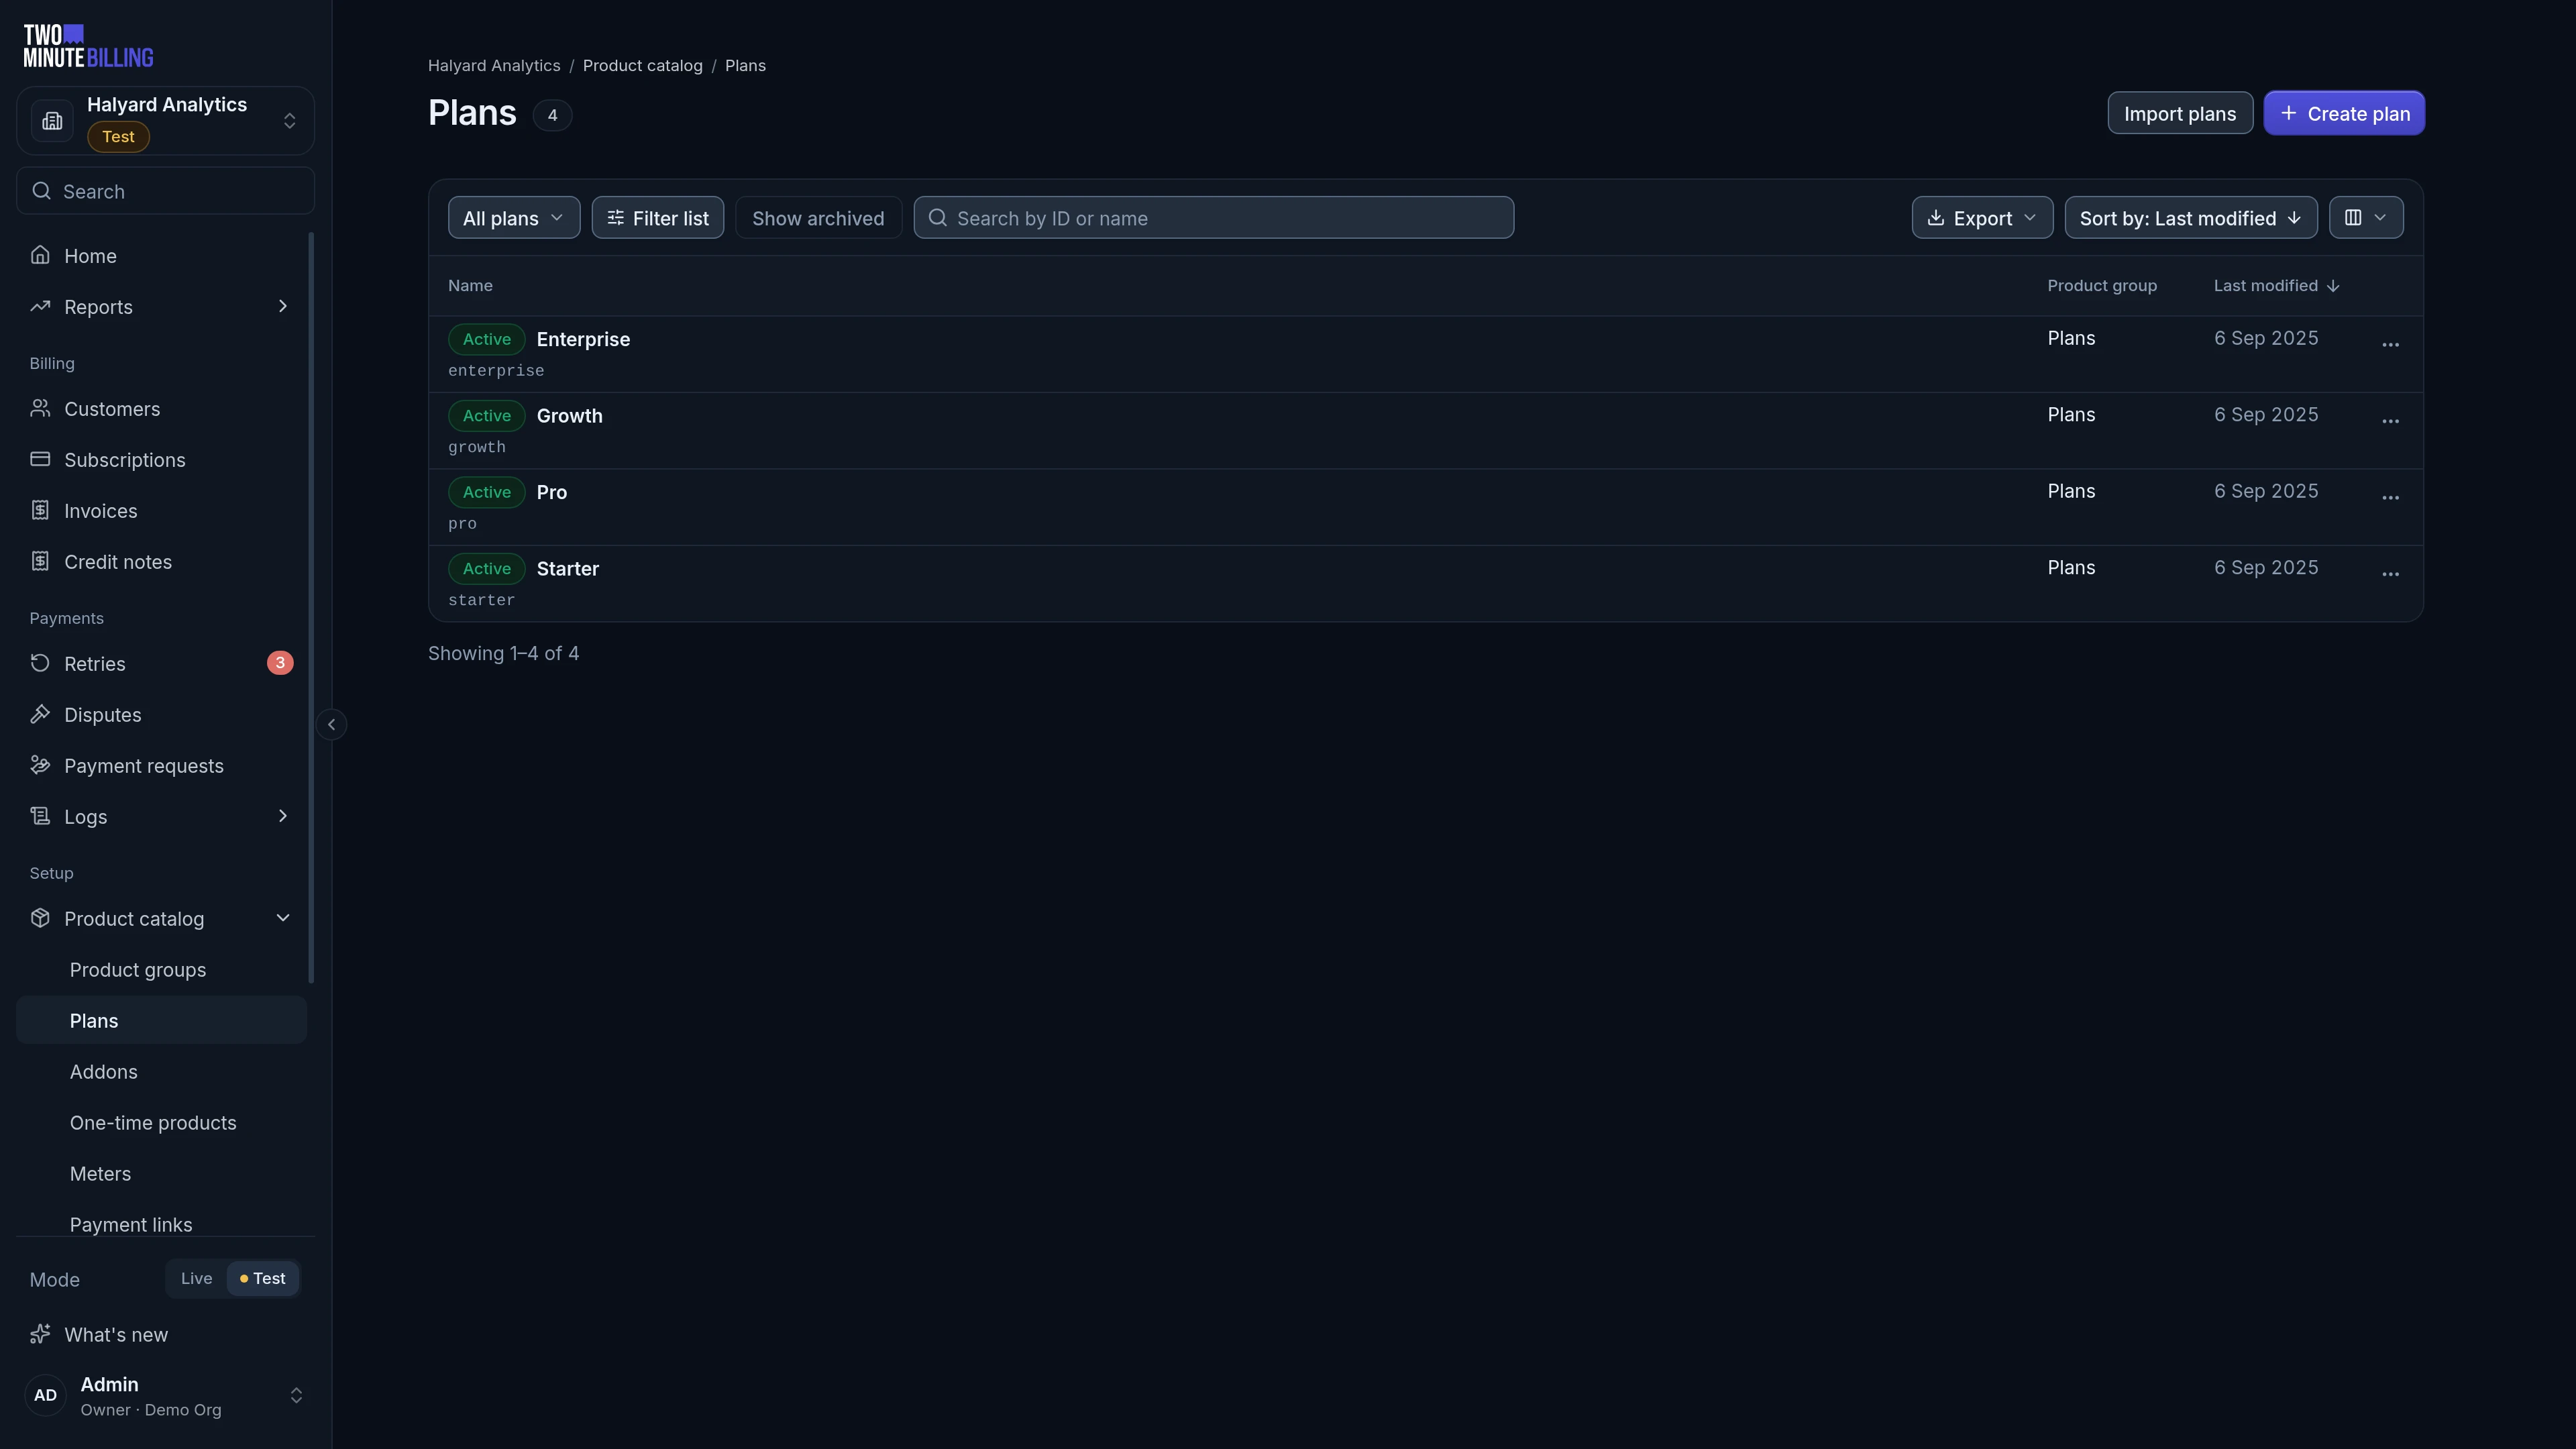 TWO
MINUTE BILLING
Halyard Analytics
Test
Search
Home
Reports
Billing
Customers
Subscriptions
Invoices
Credit notes
Payments
Retries 3
Disputes
Payment requests
Logs
Setup
Product catalog
Product groups
Plans
Addons
One-time products
Meters
Payment links
Mode Live Test
What's new
AD Admin
Owner · Demo Org
Halyard Analytics / Product catalog / Plans
Plans 4
Import plans
Create plan
All plans
Filter list
Show archived
Search by ID or name
Export
Sort by: Last modified
Name Product group Last modified
Active Enterprise Plans 6 Sep 2025
enterprise
Active Growth Plans 6 Sep 2025
growth
Active Pro Plans 6 Sep 2025
pro
Active Starter Plans 6 Sep 2025
starter
Showing 1–4 of 4